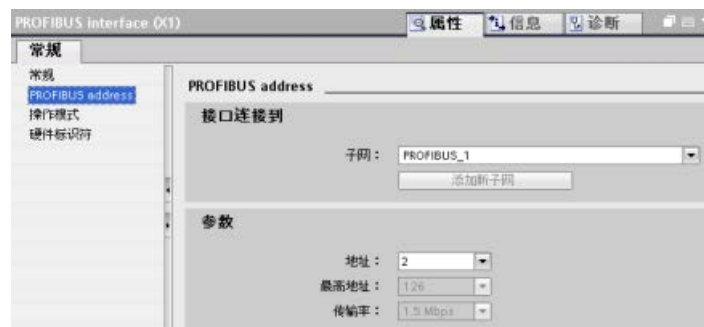 PROFIBUS interface (X1)
属性 信息 诊断
常规
常规
PROFIBUS address
操作模式
硬件标识符
PROFIBUS address
接口连接到
子网： PROFIBUS_1
添加新子网
参数
地址： 2
最高地址： 126
传输率： 1.5 Mbps